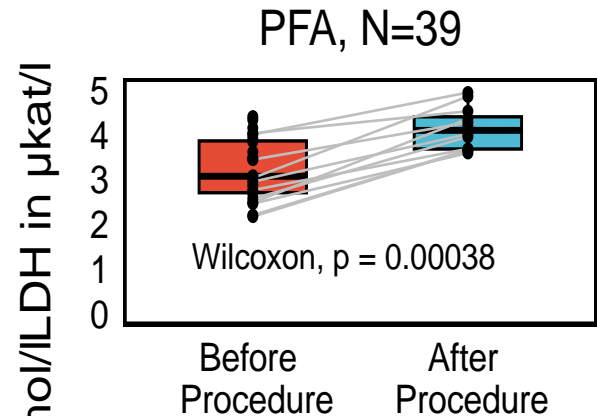 PFA, N=39
nol/lLDH in µkat/l
5
4
3
2
1
0
Wilcoxon, p = 0.00038
Before
Procedure
After
Procedure